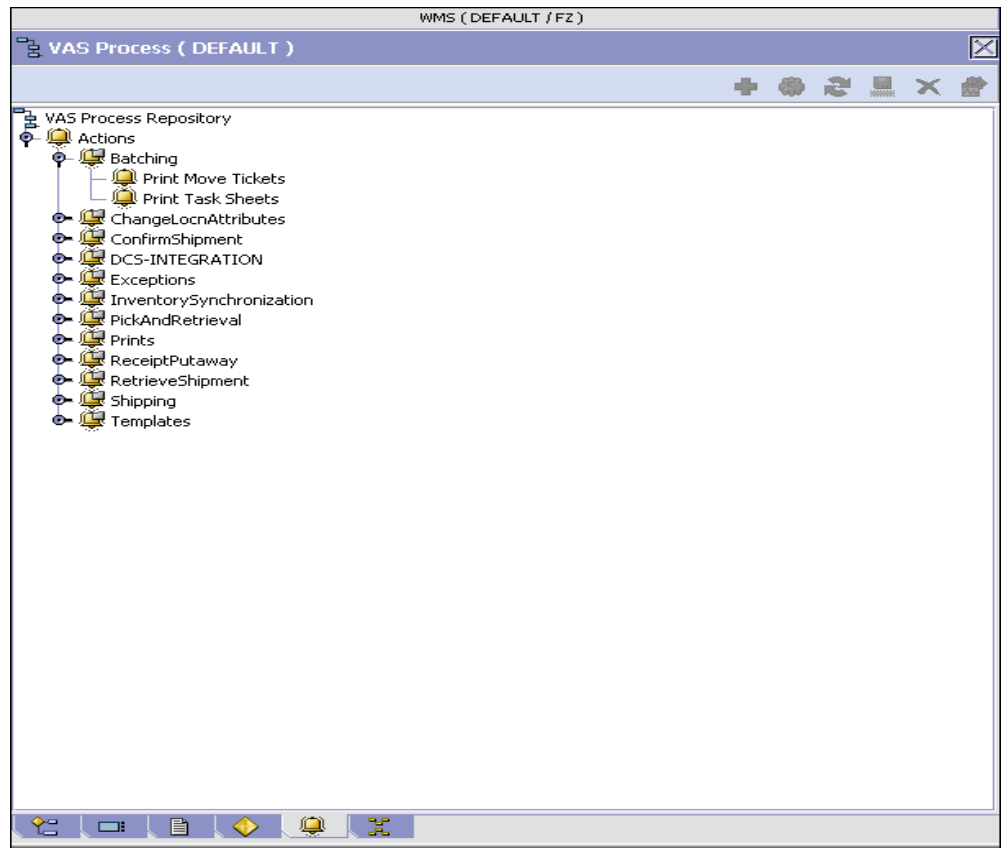 WMS ( DEFAULT / FZ )
VAS Process ( DEFAULT )
VAS Process Repository
Actions
Batching
Print Move Tickets
Print Task Sheets
ChangeLocnAttributes
ConfirmShipment
DCS-INTEGRATION
Exceptions
InventorySynchronization
PickAndRetrieval
Prints
ReceiptPutaway
RetrieveShipment
Shipping
Templates